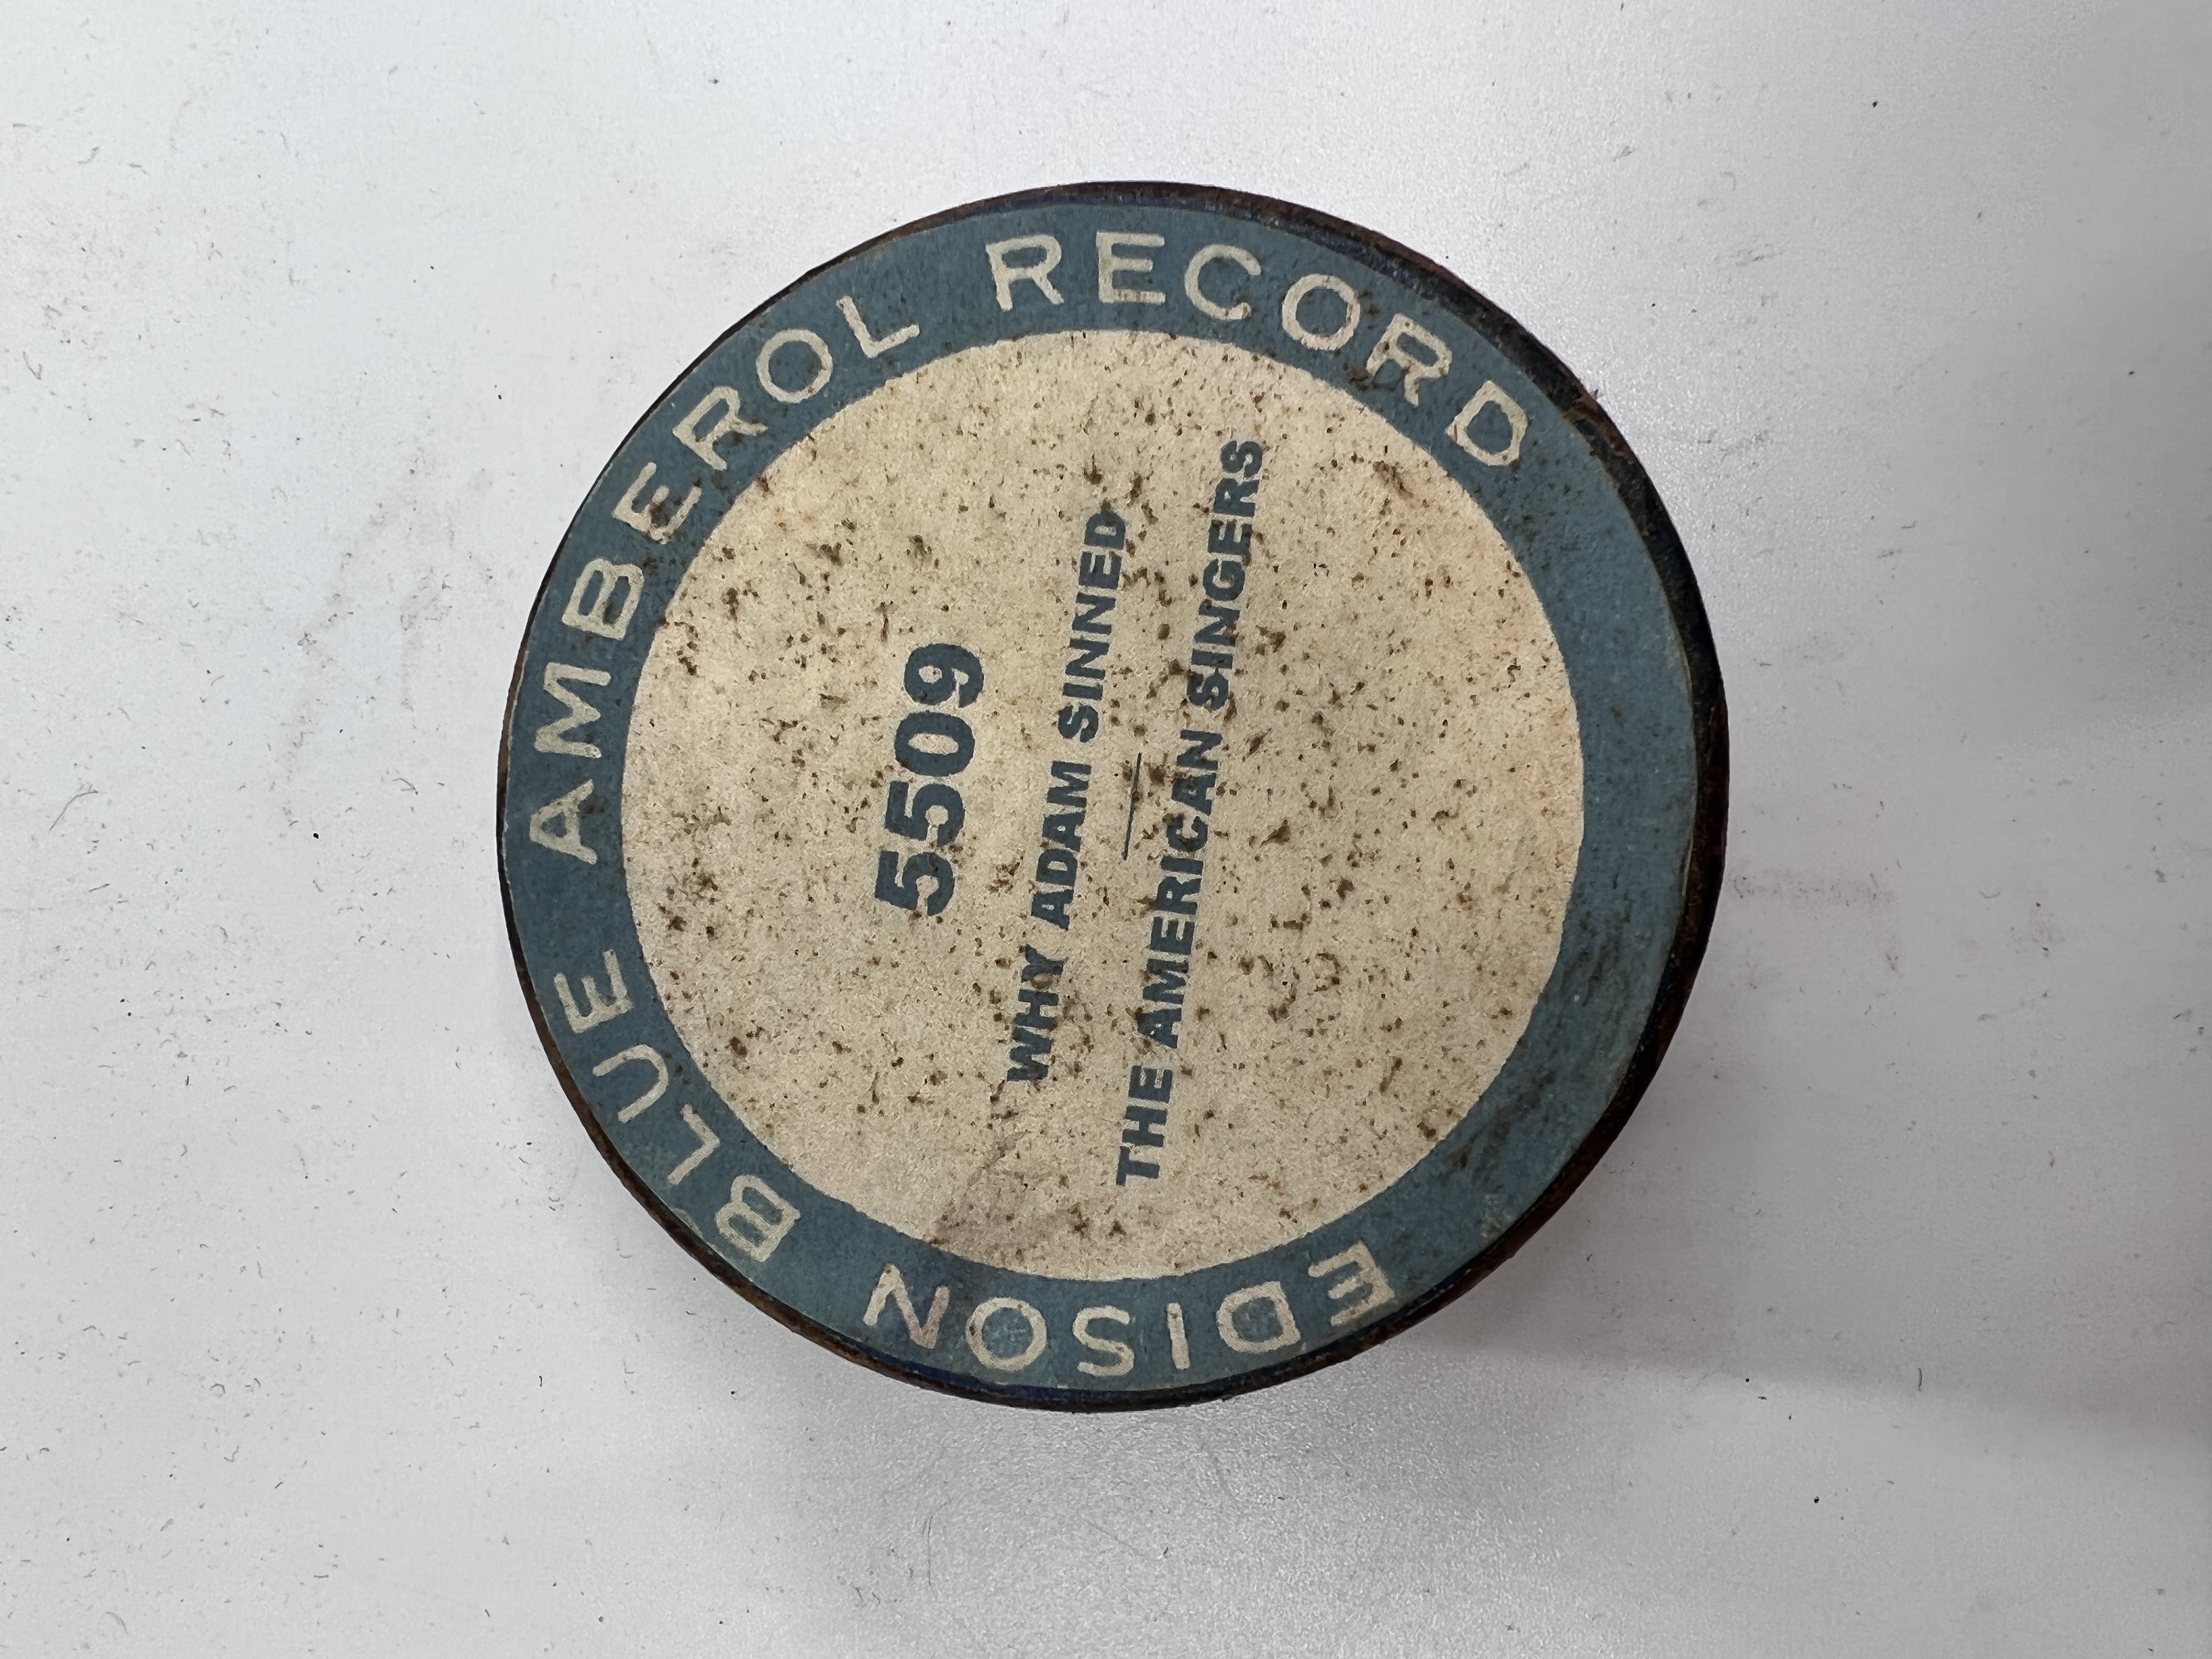 EDISON BLUE AMBEROL RECORD
5509
WHY ADAM SINNED
THE AMERICAN SINGERS